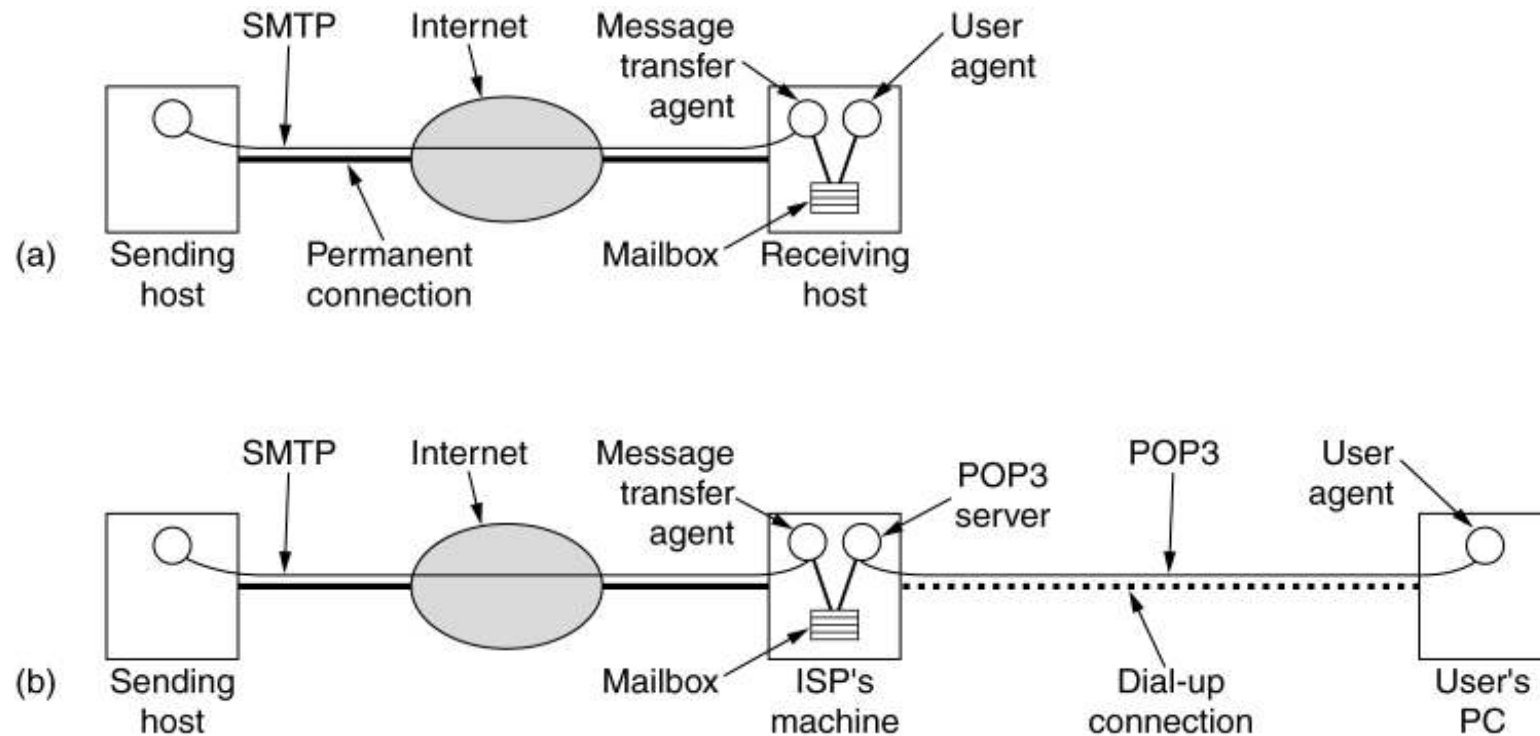 SMTP
Internet
Message
transfer
agent
User
agent
(a)
Sending
host
Permanent
connection
Mailbox
Receiving
host
SMTP
Internet
Message
transfer
agent
POP3
server
POP3
User
agent
(b)
Sending
host
Mailbox
ISP's
machine
Dial-up
connection
User's
PC